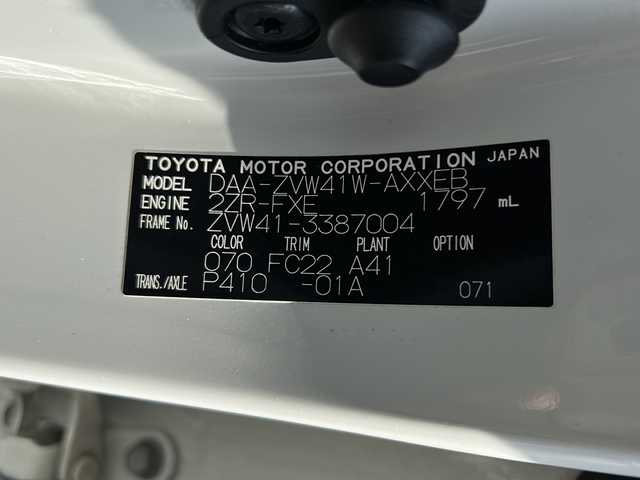 TOYOTA MOTOR CORPORATION JAPAN
MODEL DAA-ZVW41W-AXXEB
ENGINE 2ZR-FXE 1797 mL
FRAME No. ZVW41-3387004
COLOR TRIM PLANT OPTION
070 FC22 A41
TRANS./AXLE P410 -01A 071